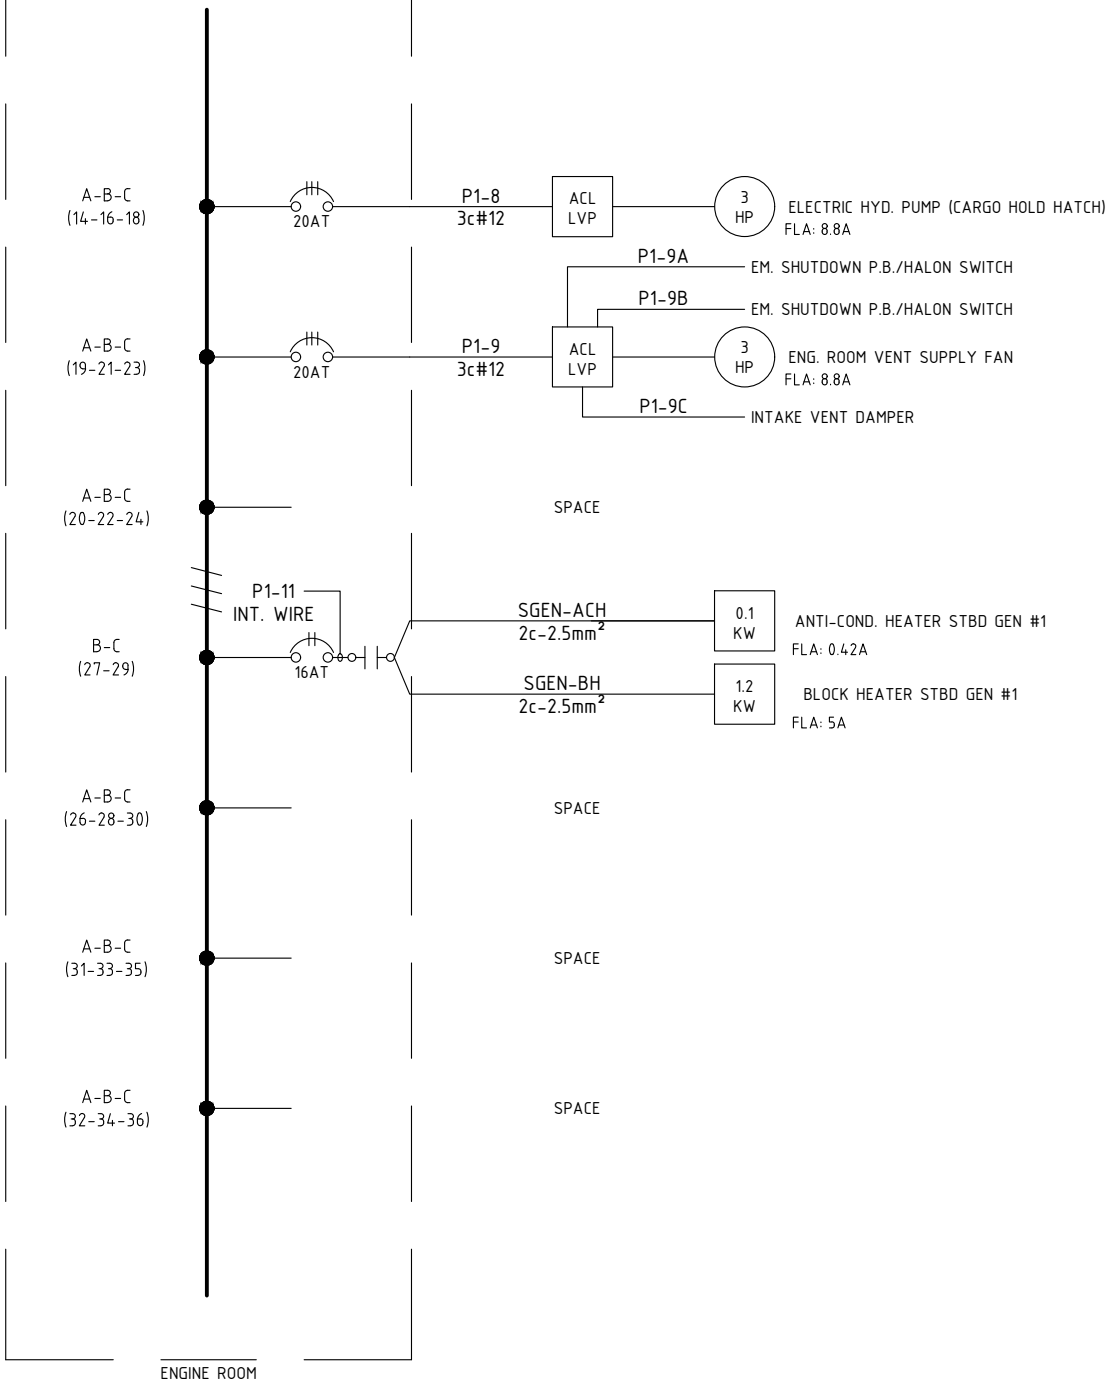 A-B-C
(14-16-18)
20AT
P1-8
3c#12
ACL
LVP
3
HP
ELECTRIC HYD. PUMP (CARGO HOLD HATCH)
FLA: 8.8A
P1-9A
EM. SHUTDOWN P.B./HALON SWITCH
P1-9B
EM. SHUTDOWN P.B./HALON SWITCH
A-B-C
(19-21-23)
20AT
P1-9
3c#12
ACL
LVP
3
HP
ENG. ROOM VENT SUPPLY FAN
FLA: 8.8A
P1-9C
INTAKE VENT DAMPER
A-B-C
(20-22-24)
SPACE
P1-11
INT. WIRE
B-C
(27-29)
16AT
SGEN-ACH
2c-2.5mm²
0.1
KW
ANTI-COND. HEATER STBD GEN #1
FLA: 0.42A
SGEN-BH
2c-2.5mm²
1.2
KW
BLOCK HEATER STBD GEN #1
FLA: 5A
A-B-C
(26-28-30)
SPACE
A-B-C
(31-33-35)
SPACE
A-B-C
(32-34-36)
SPACE
ENGINE ROOM